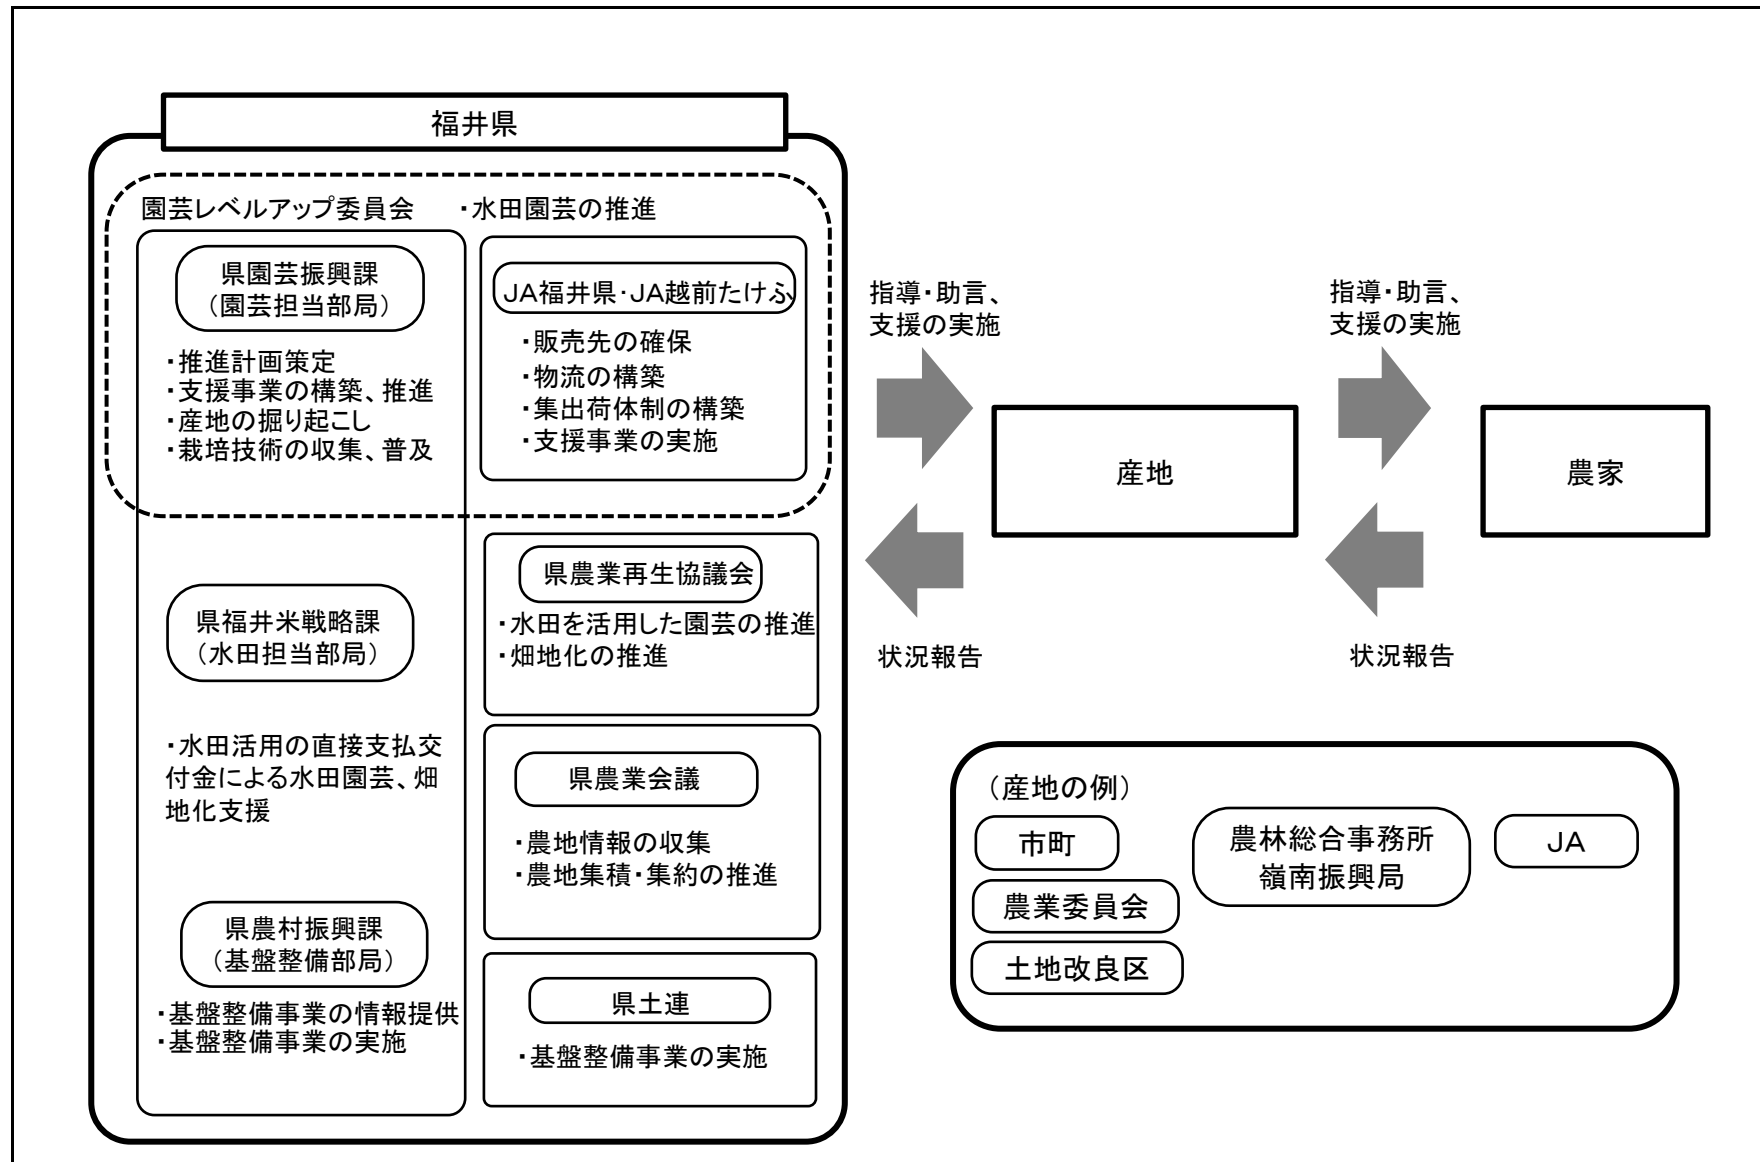 福井県
園芸レベルアップ委員会　・水田園芸の推進
県園芸振興課
（園芸担当部局）
・推進計画策定
・支援事業の構築、推進
・産地の掘り起こし
・栽培技術の収集、普及
JA福井県・JA越前たけふ
・販売先の確保
・物流の構築
・集出荷体制の構築
・支援事業の実施
県福井米戦略課
（水田担当部局）
・水田活用の直接支払交
付金による水田園芸、畑
地化支援
県農業再生協議会
・水田を活用した園芸の推進
・畑地化の推進
県農業会議
・農地情報の収集
・農地集積・集約の推進
県農村振興課
（基盤整備部局）
・基盤整備事業の情報提供
・基盤整備事業の実施
県土連
・基盤整備事業の実施
指導・助言、
支援の実施
状況報告
産地
指導・助言、
支援の実施
状況報告
農家
（産地の例）
市町
農業委員会
土地改良区
農林総合事務所
嶺南振興局
JA